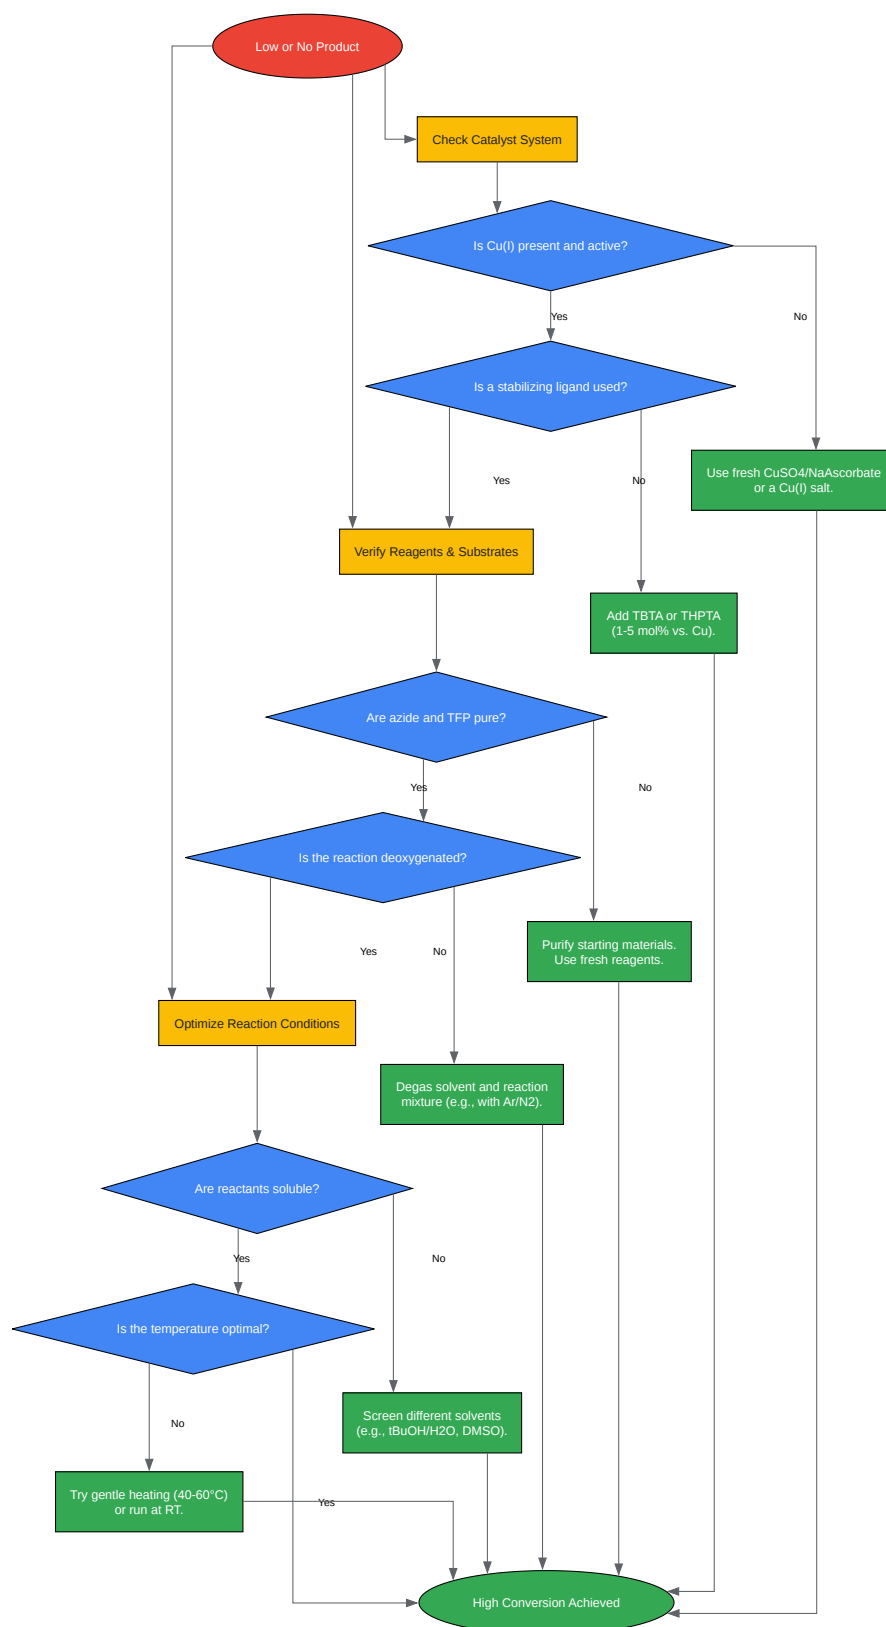 Low or No Product
Check Catalyst System
Is Cu(I) present and active?
Yes
No
Is a stabilizing ligand used?
Use fresh CuSO4/NaAscorbate
or a Cu(I) salt.
Yes
No
Verify Reagents & Substrates
Add TBTA or THPTA
(1-5 mol% vs. Cu).
Are azide and TFP pure?
Yes
No
Is the reaction deoxygenated?
Yes
No
Purify starting materials.
Use fresh reagents.
Optimize Reaction Conditions
Degas solvent and reaction
mixture (e.g., with Ar/N2).
Are reactants soluble?
Yes
No
Is the temperature optimal?
No
Screen different solvents
(e.g., tBuOH/H2O, DMSO).
Try gentle heating (40-60°C)
or run at RT.
Yes
High Conversion Achieved